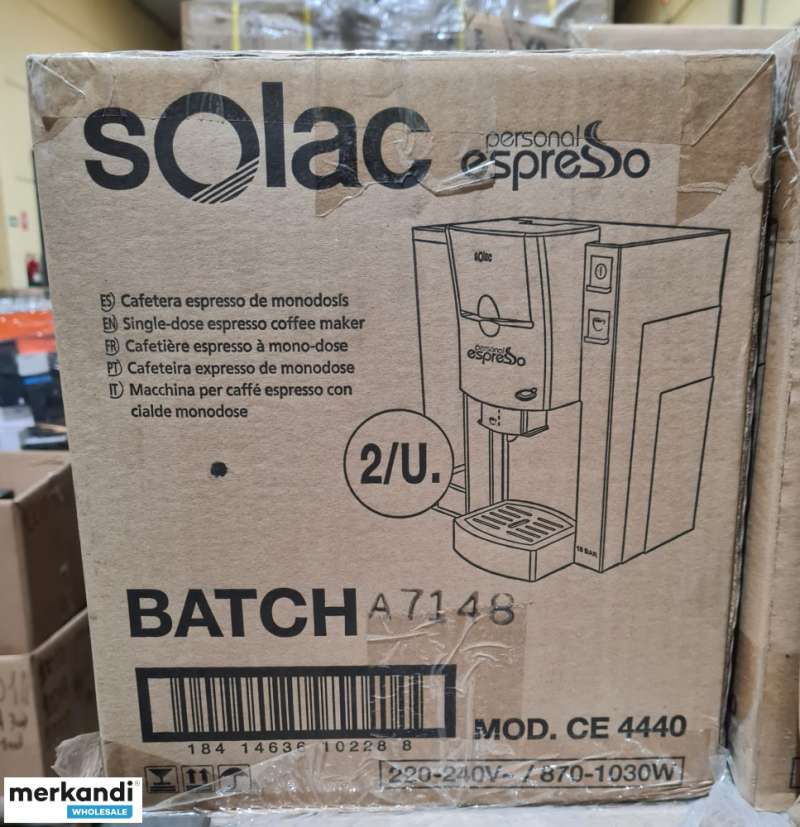 solac personal espresso
ES) Cafetera espresso de monodosis
EN) Single-dose espresso coffee maker
FR) Cafetière espresso à mono-dose
PT) Cafeteira expresso de monodose
IT) Macchina per caffé espresso con
cialde monodose
solac
personal espresso
2/U.
BATCH A7148
184 14636 10228 8
MOD. CE 4440
220-240V~ / 870-1030W
merkandi
WHOLESALE